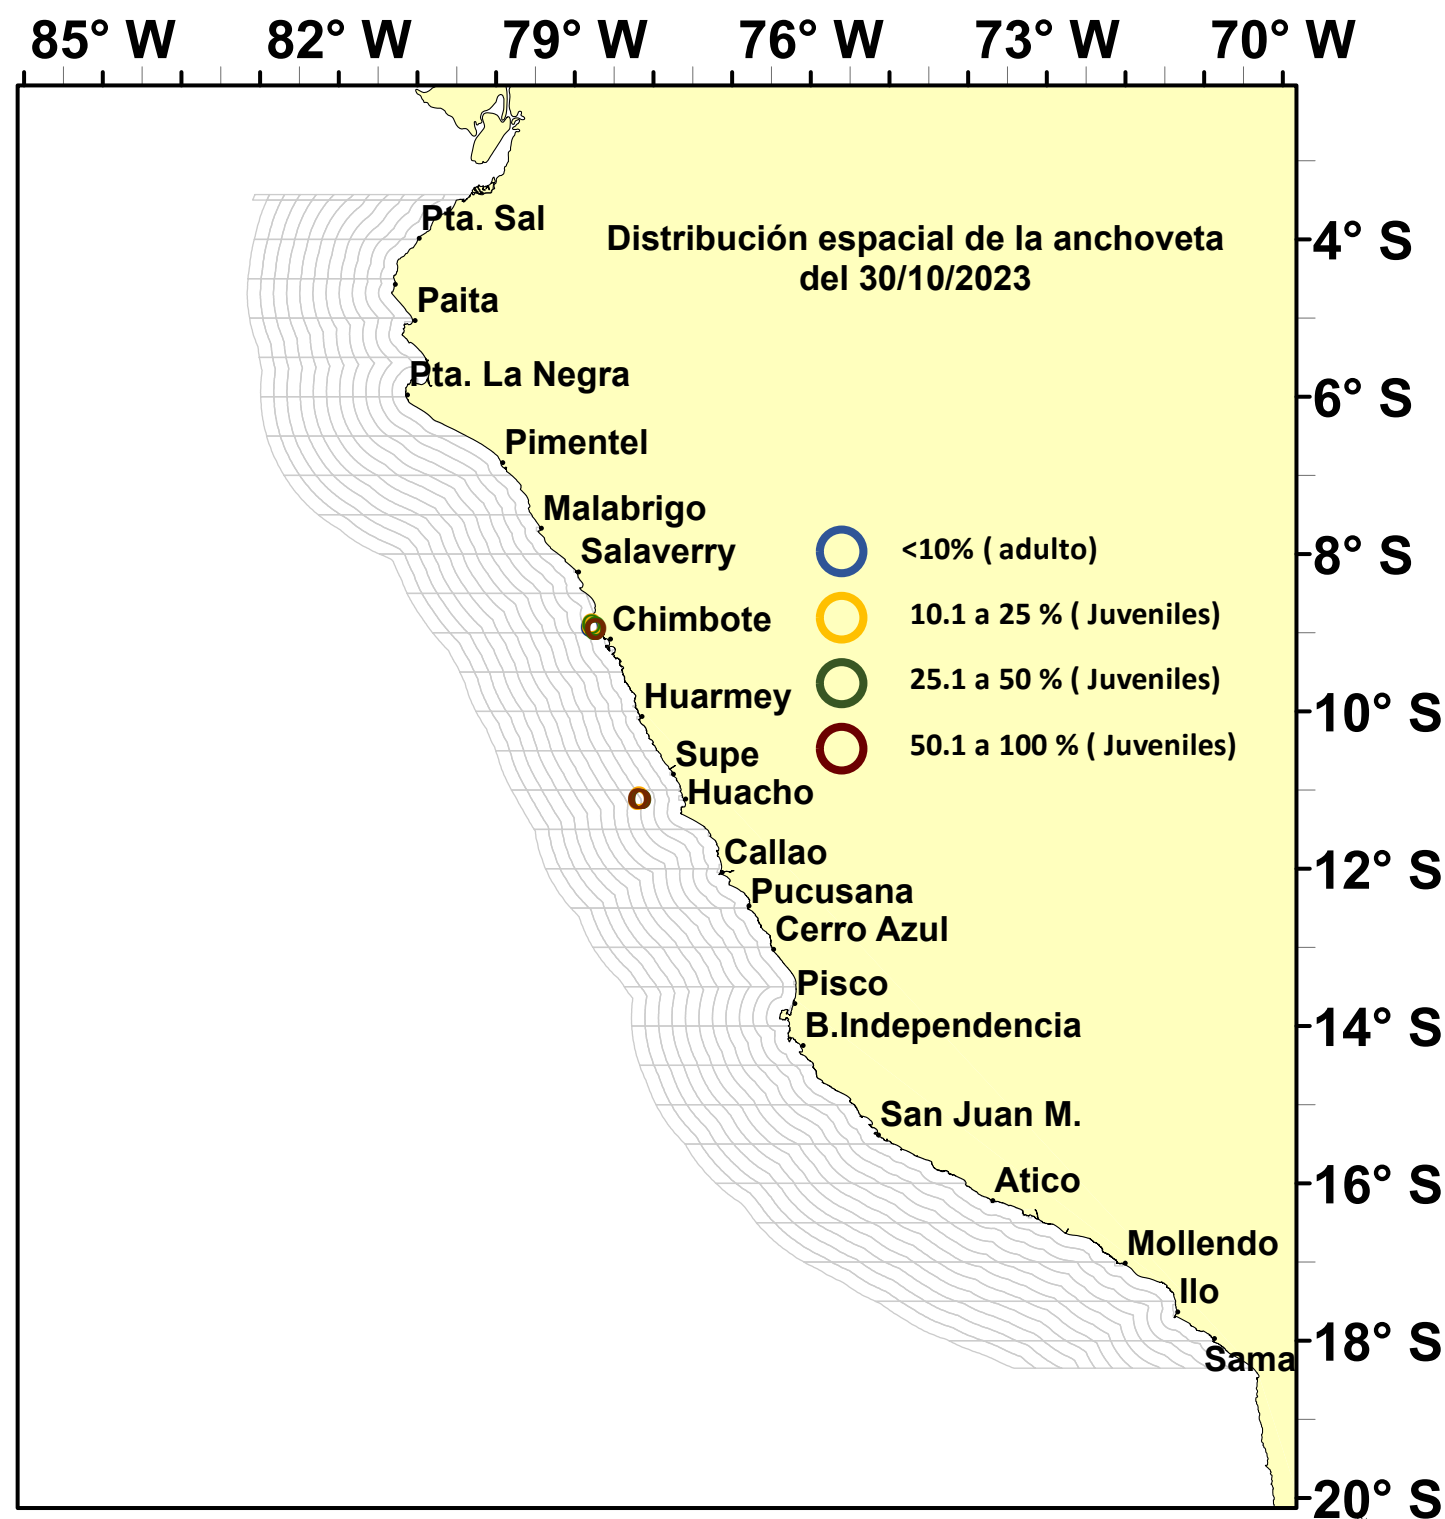 85° W 82° W 79° W 76° W 73° W 70° W
Pta. Sal
Distribución espacial de la anchoveta
del 30/10/2023
4° S
Paita
Pta. La Negra
6° S
Pimentel
Malabrigo
Salaverry
<10% ( adulto)
8° S
Chimbote
10.1 a 25 % ( Juveniles)
25.1 a 50 % ( Juveniles)
Huarmey
10° S
50.1 a 100 % ( Juveniles)
Supe
Huacho
Callao
12° S
Pucusana
Cerro Azul
Pisco
B.Independencia
14° S
San Juan M.
Atico
16° S
Mollendo
Ilo
18° S
Sama
20° S